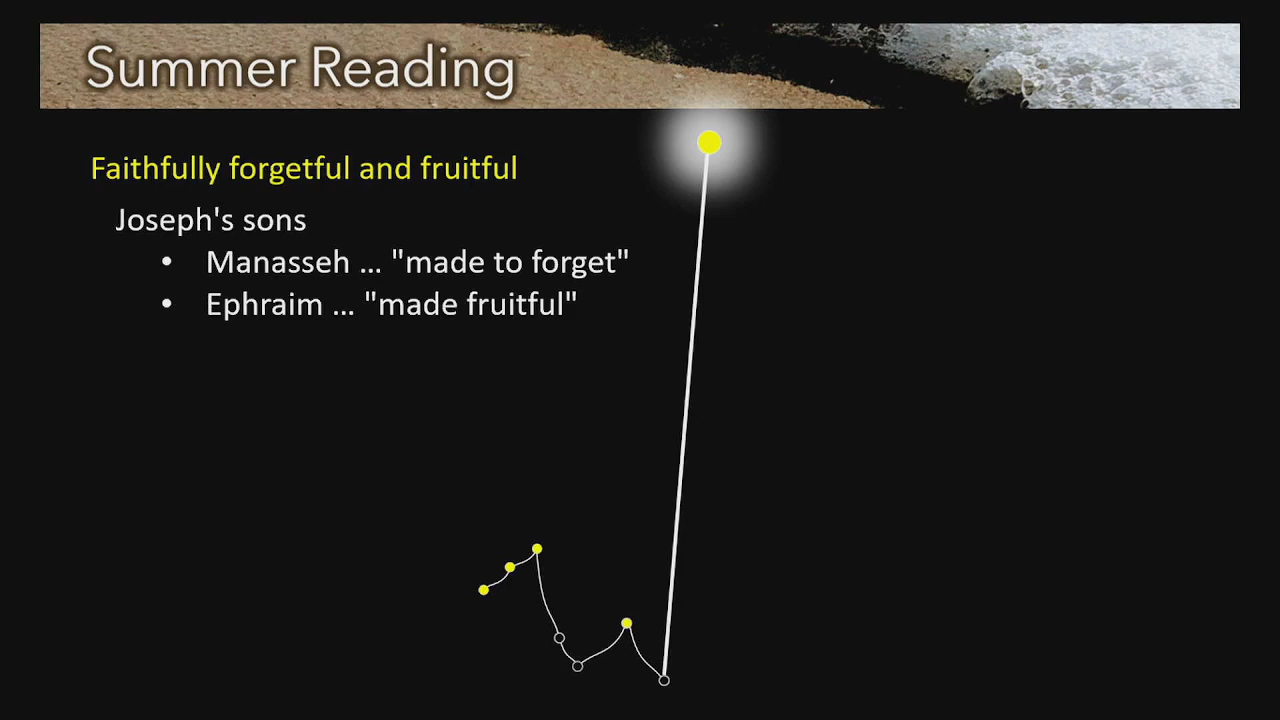 Summer Reading
Faithfully forgetful and fruitful
Joseph's sons
• Manasseh ... "made to forget"
• Ephraim ... "made fruitful"